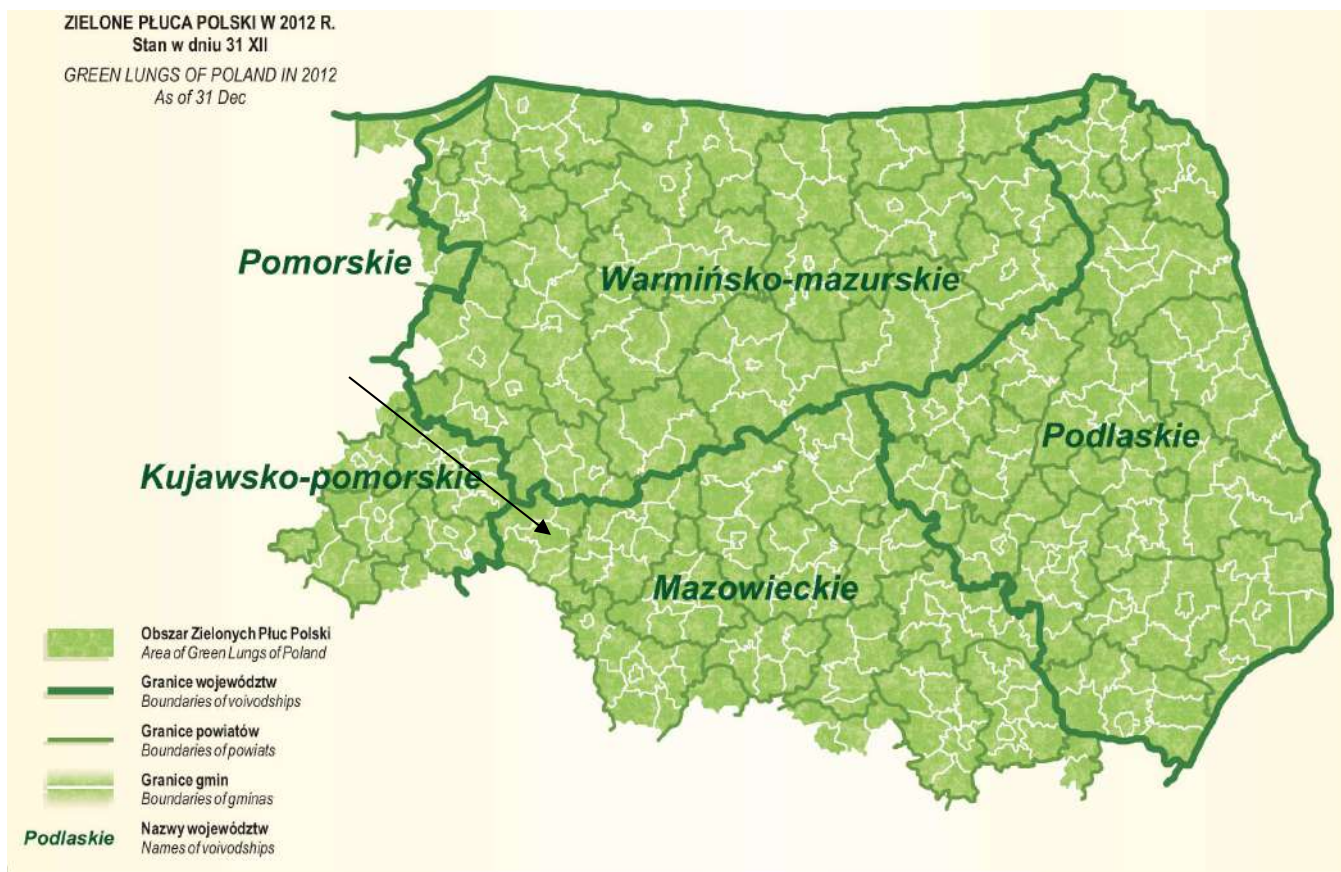 ZIELONE PŁUCA POLSKI W 2012 R.
Stan w dniu 31 XII
GREEN LUNGS OF POLAND IN 2012
As of 31 Dec
Pomorskie
Warmińsko-mazurskie
Podlaskie
Kujawsko-pomorskie
Mazowieckie
Obszar Zielonych Płuc Polski
Area of Green Lungs of Poland
Granice województw
Boundaries of voivodships
Granice powiatów
Boundaries of powiats
Granice gmin
Boundaries of gminas
Podlaskie
Nazwy województw
Names of voivodships